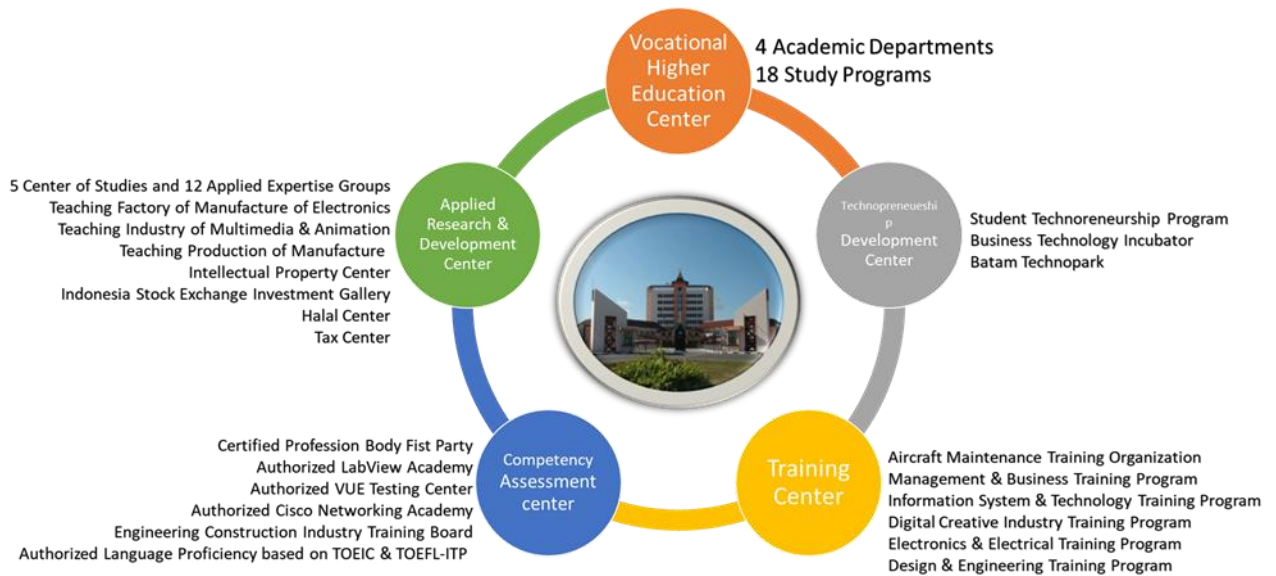 Vocational
Higher
Education
Center
4 Academic Departments
18 Study Programs
5 Center of Studies and 12 Applied Expertise Groups
Teaching Factory of Manufacture of Electronics
Teaching Industry of Multimedia & Animation
Teaching Production of Manufacture
Intellectual Property Center
Indonesia Stock Exchange Investment Gallery
Halal Center
Tax Center
Applied
Research &
Development
Center
Technopreneueshi
p
Development
Center
Student Technoreneurship Program
Business Technology Incubator
Batam Technopark
Certified Profession Body Fist Party
Authorized LabView Academy
Authorized VUE Testing Center
Authorized Cisco Networking Academy
Engineering Construction Industry Training Board
Authorized Language Proficiency based on TOEIC & TOEFL-ITP
Competency
Assessment
center
Training
Center
Aircraft Maintenance Training Organization
Management & Business Training Program
Information System & Technology Training Program
Digital Creative Industry Training Program
Electronics & Electrical Training Program
Design & Engineering Training Program